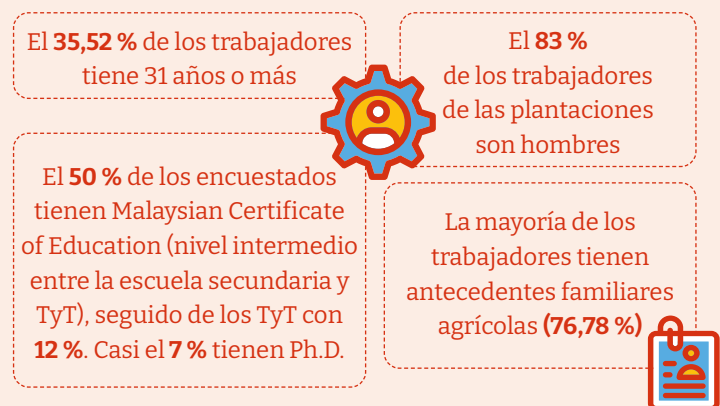 El 35,52 % de los trabajadores
tiene 31 años o más
El 83 %
de los trabajadores
de las plantaciones
son hombres
El 50 % de los encuestados
tienen Malaysian Certificate
of Education (nivel intermedio
entre la escuela secundaria y
TyT), seguido de los TyT con
12 %. Casi el 7 % tienen Ph.D.
La mayoría de los
trabajadores tienen
antecedentes familiares
agrícolas (76,78 %)